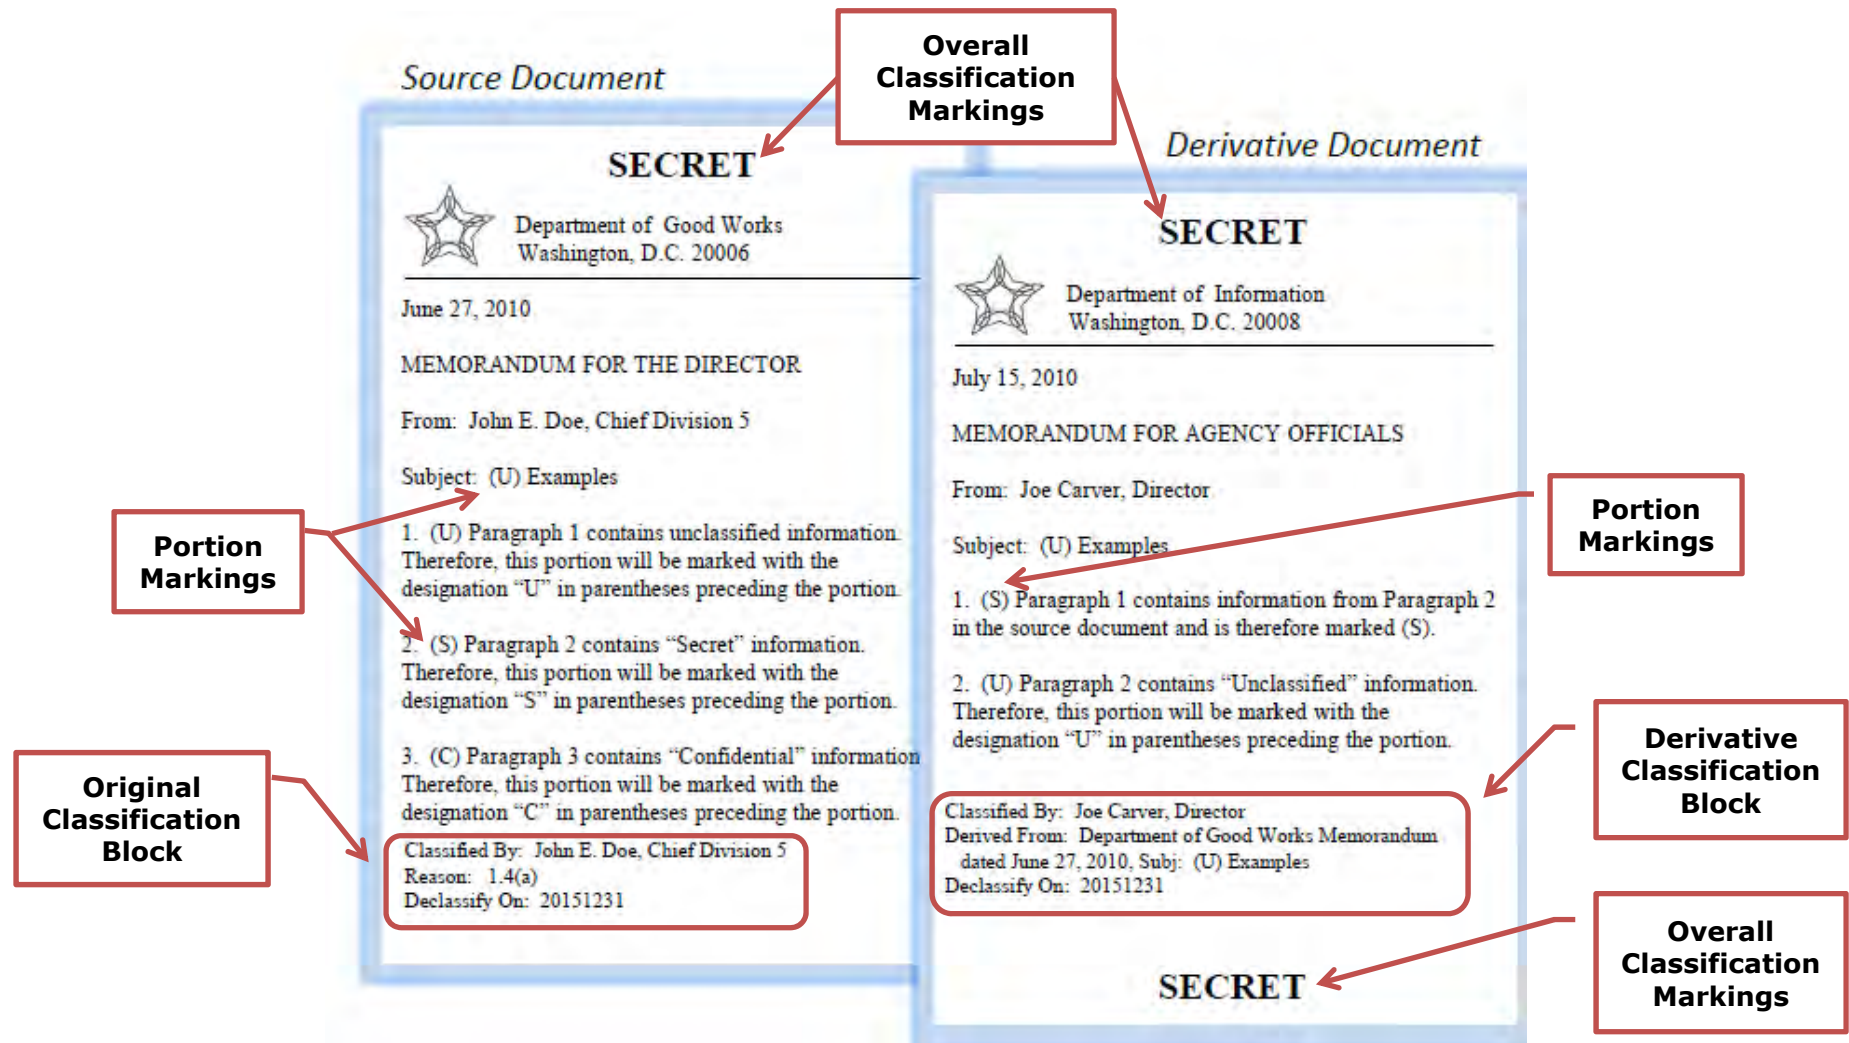 Overall
Classification
Markings
Source Document
SECRET
Department of Good Works
Washington, D.C. 20006
June 27, 2010
MEMORANDUM FOR THE DIRECTOR
From: John E. Doe, Chief Division 5
Subject: (U) Examples
1. (U) Paragraph 1 contains unclassified information.
Therefore, this portion will be marked with the
designation “U” in parentheses preceding the portion.
2. (S) Paragraph 2 contains “Secret” information.
Therefore, this portion will be marked with the
designation “S” in parentheses preceding the portion.
3. (C) Paragraph 3 contains “Confidential” information
Therefore, this portion will be marked with the
designation “C” in parentheses preceding the portion.
Classified By: John E. Doe, Chief Division 5
Reason: 1.4(a)
Declassify On: 20151231
Portion
Markings
Original
Classification
Block
Derivative Document
SECRET
Department of Information
Washington, D.C. 20008
July 15, 2010
MEMORANDUM FOR AGENCY OFFICIALS
From: Joe Carver, Director
Subject: (U) Examples
1. (S) Paragraph 1 contains information from Paragraph 2
in the source document and is therefore marked (S).
2. (U) Paragraph 2 contains “Unclassified” information.
Therefore, this portion will be marked with the
designation “U” in parentheses preceding the portion.
Classified By: Joe Carver, Director
Derived From: Department of Good Works Memorandum
dated June 27, 2010, Subj: (U) Examples
Declassify On: 20151231
SECRET
Portion
Markings
Derivative
Classification
Block
Overall
Classification
Markings